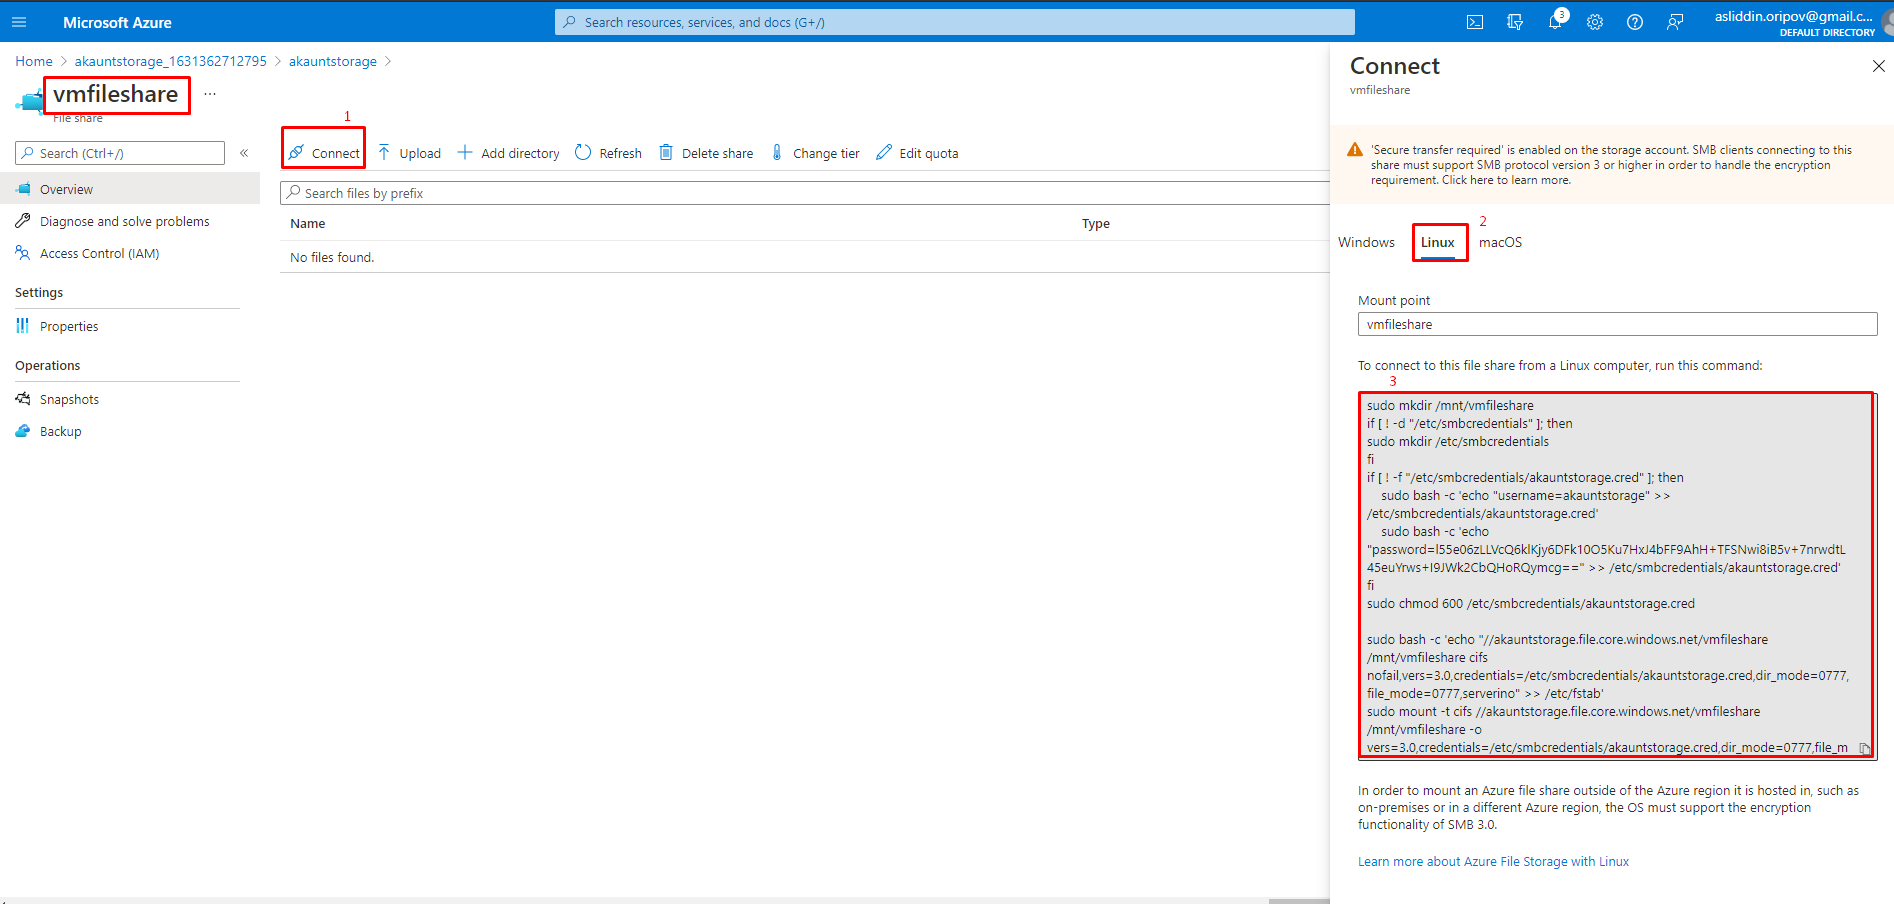 Microsoft Azure
Search resources, services, and docs (G+/)
3
asliddin.oripov@gmail.c...
DEFAULT DIRECTORY
Home > akauntstorage_1631362712795 > akauntstorage >
vmfileshare ...
File share
Search (Ctrl+/)
«
Overview
Diagnose and solve problems
Access Control (IAM)
Settings
Properties
Operations
Snapshots
Backup
1
Connect
Upload
Add directory
Refresh
Delete share
Change tier
Edit quota
Search files by prefix
Name Type
No files found.
Connect
vmfileshare
'Secure transfer required' is enabled on the storage account. SMB clients connecting to this
share must support SMB protocol version 3 or higher in order to handle the encryption
requirement. Click here to learn more.
2
Windows Linux macOS
Mount point
vmfileshare
To connect to this file share from a Linux computer, run this command:
3
sudo mkdir /mnt/vmfileshare
if [ ! -d "/etc/smbcredentials" ]; then
sudo mkdir /etc/smbcredentials
fi
if [ ! -f "/etc/smbcredentials/akauntstorage.cred" ]; then
sudo bash -c 'echo "username=akauntstorage" >>
/etc/smbcredentials/akauntstorage.cred'
sudo bash -c 'echo
"password=l55e06zLLVcQ6klKjy6DFk10O5Ku7HxJ4bFF9AhH+TFSNwi8iB5v+7nrwdtL
45euYrws+I9JWk2CbQHoRQymcg==" >> /etc/smbcredentials/akauntstorage.cred'
fi
sudo chmod 600 /etc/smbcredentials/akauntstorage.cred
sudo bash -c 'echo "//akauntstorage.file.core.windows.net/vmfileshare
/mnt/vmfileshare cifs
nofail,vers=3.0,credentials=/etc/smbcredentials/akauntstorage.cred,dir_mode=0777,
file_mode=0777,serverino" >> /etc/fstab'
sudo mount -t cifs //akauntstorage.file.core.windows.net/vmfileshare
/mnt/vmfileshare -o
vers=3.0,credentials=/etc/smbcredentials/akauntstorage.cred,dir_mode=0777,file_m
In order to mount an Azure file share outside of the Azure region it is hosted in, such as
on-premises or in a different Azure region, the OS must support the encryption
functionality of SMB 3.0.
Learn more about Azure File Storage with Linux